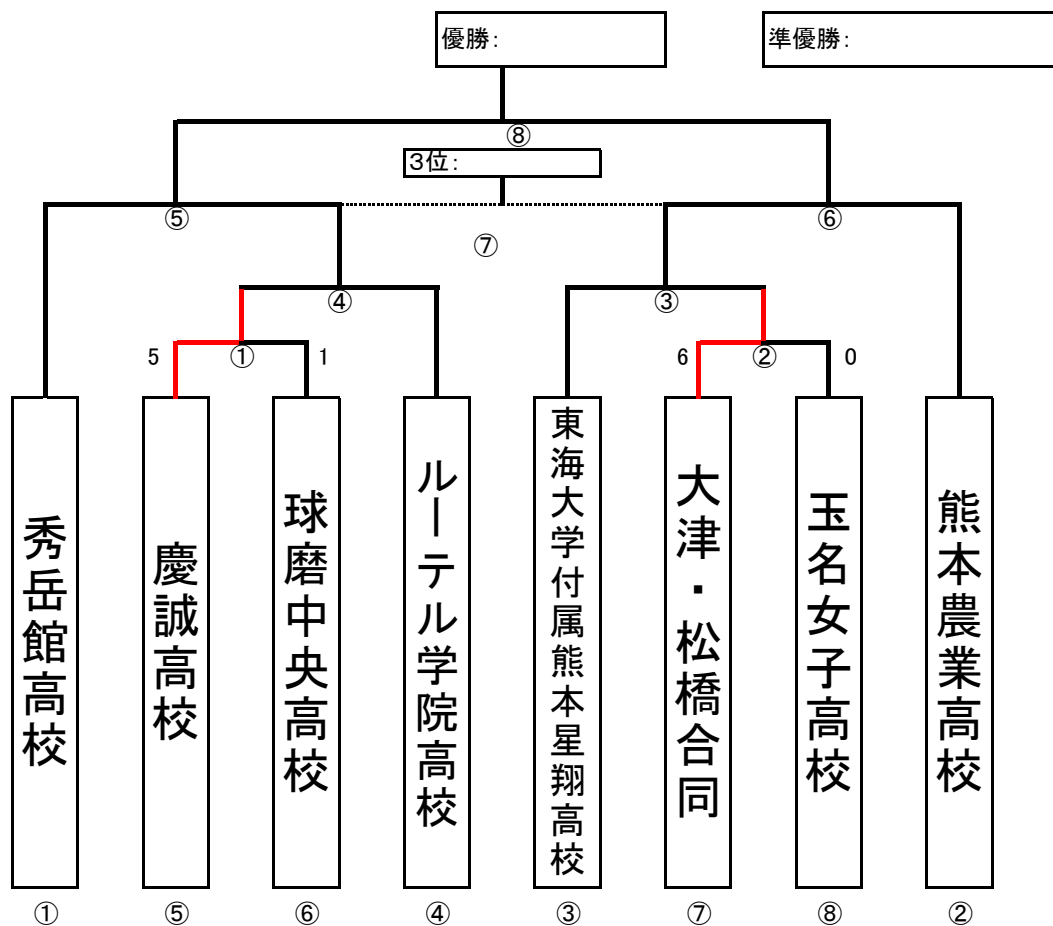 優勝:
準優勝:
⑧
3位:
⑤
⑥
⑦
④
③
5
①
1
6
②
0
秀岳館高校
慶誠高校
球磨中央高校
ルーテル学院高校
東海大学付属熊本星翔高校
大津・松橋合同
玉名女子高校
熊本農業高校
①
⑤
⑥
④
③
⑦
⑧
②